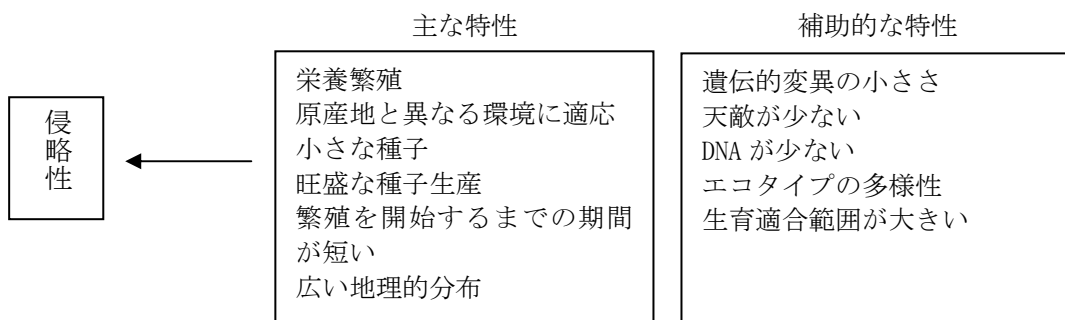 主な特性
補助的な特性
侵略性
栄養繁殖
原産地と異なる環境に適応
小さな種子
旺盛な種子生産
繁殖を開始するまでの期間
が短い
広い地理的分布
遺伝的変異の小ささ
天敵が少ない
DNA が少ない
エコタイプの多様性
生育適合範囲が大きい